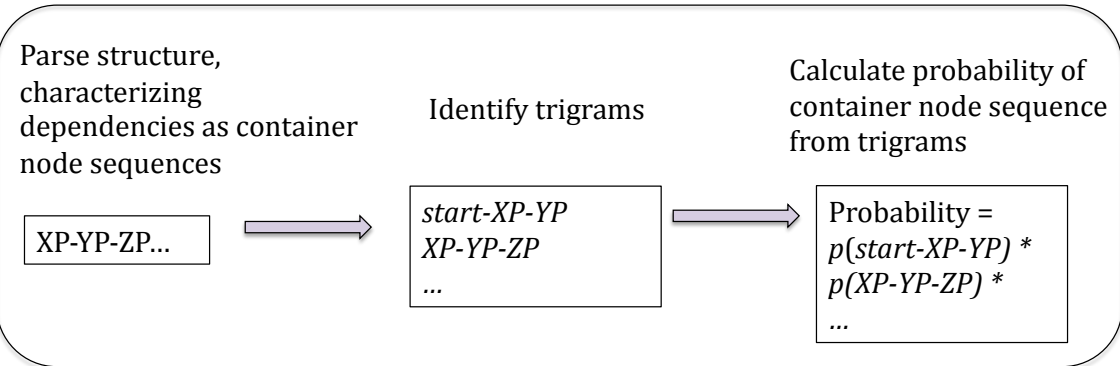 Parse structure,
characterizing
dependencies as container
node sequences
XP-YP-ZP...
Identify trigrams
start-XP-YP
XP-YP-ZP
...
Calculate probability of
container node sequence
from trigrams
Probability =
p(start-XP-YP) *
p(XP-YP-ZP) *
...